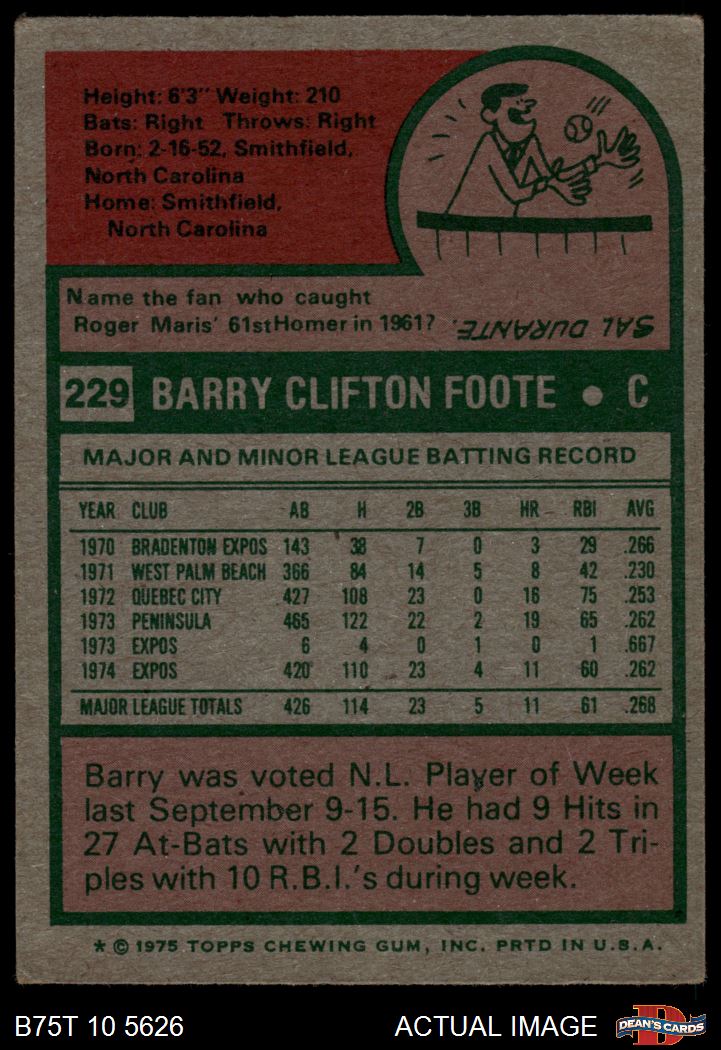 Height: 6'3" Weight: 210
Bats: Right Throws: Right
Born: 2-16-52, Smithfield,
North Carolina
Home: Smithfield,
North Carolina
Name the fan who caught
Roger Maris' 61st Homer in 1961?
SAL DURANTE.
229 BARRY CLIFTON FOOTE • C
MAJOR AND MINOR LEAGUE BATTING RECORD
YEAR CLUB AB H 2B 3B HR RBI AVG
1970 BRADENTON EXPOS 143 38 7 0 3 29 .266
1971 WEST PALM BEACH 366 84 14 5 8 42 .230
1972 QUEBEC CITY 427 108 23 0 16 75 .253
1973 PENINSULA 465 122 22 2 19 65 .262
1973 EXPOS 6 4 0 1 0 1 .667
1974 EXPOS 420 110 23 4 11 60 .262
MAJOR LEAGUE TOTALS 426 114 23 5 11 61 .268
Barry was voted N.L. Player of Week
last September 9-15. He had 9 Hits in
27 At-Bats with 2 Doubles and 2 Tri-
ples with 10 R.B.I.'s during week.
* © 1975 TOPPS CHEWING GUM, INC. PRTD IN U.S.A.
B75T 10 5626 ACTUAL IMAGE
D
DEAN'S CARDS